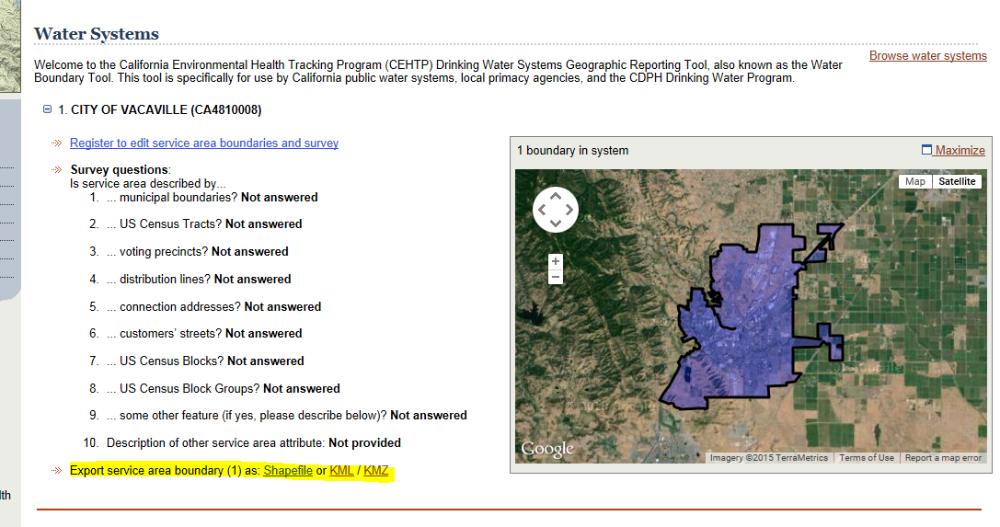 Water Systems
Browse water systems
Welcome to the California Environmental Health Tracking Program (CEHTP) Drinking Water Systems Geographic Reporting Tool, also known as the Water
Boundary Tool. This tool is specifically for use by California public water systems, local primacy agencies, and the CDPH Drinking Water Program.
1. CITY OF VACAVILLE (CA4810008)
Register to edit service area boundaries and survey
Survey questions:
Is service area described by...
1. ... municipal boundaries? Not answered
2. ... US Census Tracts? Not answered
3. ... voting precincts? Not answered
4. ... distribution lines? Not answered
5. ... connection addresses? Not answered
6. ... customers' streets? Not answered
7. ... US Census Blocks? Not answered
8. ... US Census Block Groups? Not answered
9. ... some other feature (if yes, please describe below)? Not answered
10. Description of other service area attribute: Not provided
Export service area boundary (1) as: Shapefile or KML / KMZ
lth
1 boundary in system
Maximize
Map Satellite
Google
Imagery ©2015 TerraMetrics Terms of Use Report a map error